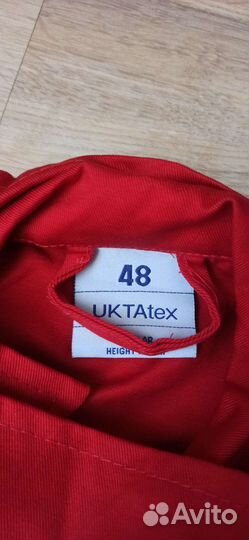 48
UKTAtex
HEIGHT
Avito